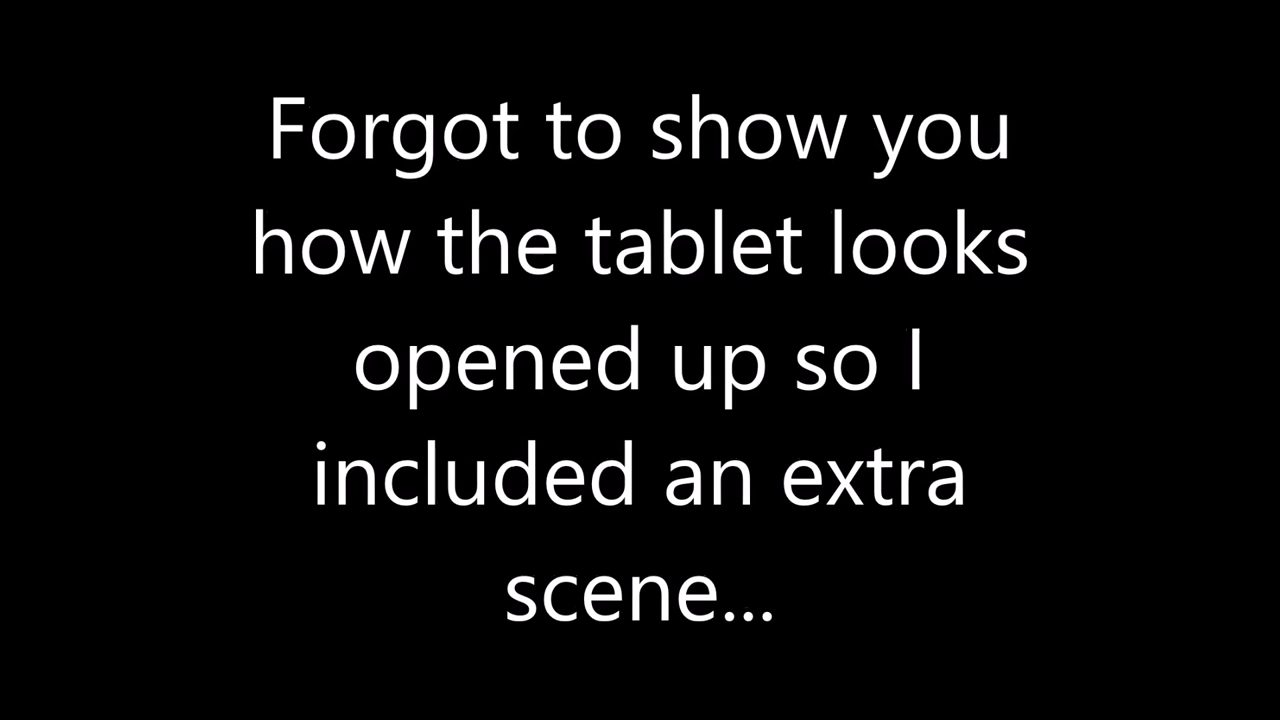 Forgot to show you
how the tablet looks
opened up so I
included an extra
scene...